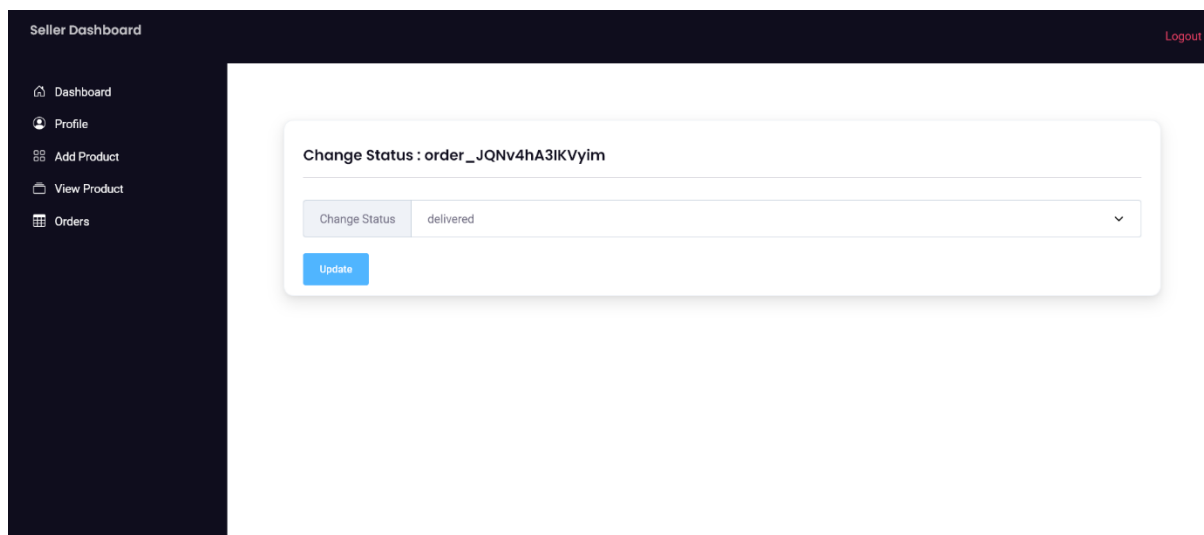 Seller Dashboard
Logout
Dashboard
Profile
Add Product
View Product
Orders
Change Status : order_JQNv4hA3IKVyim
Change Status
delivered
Update